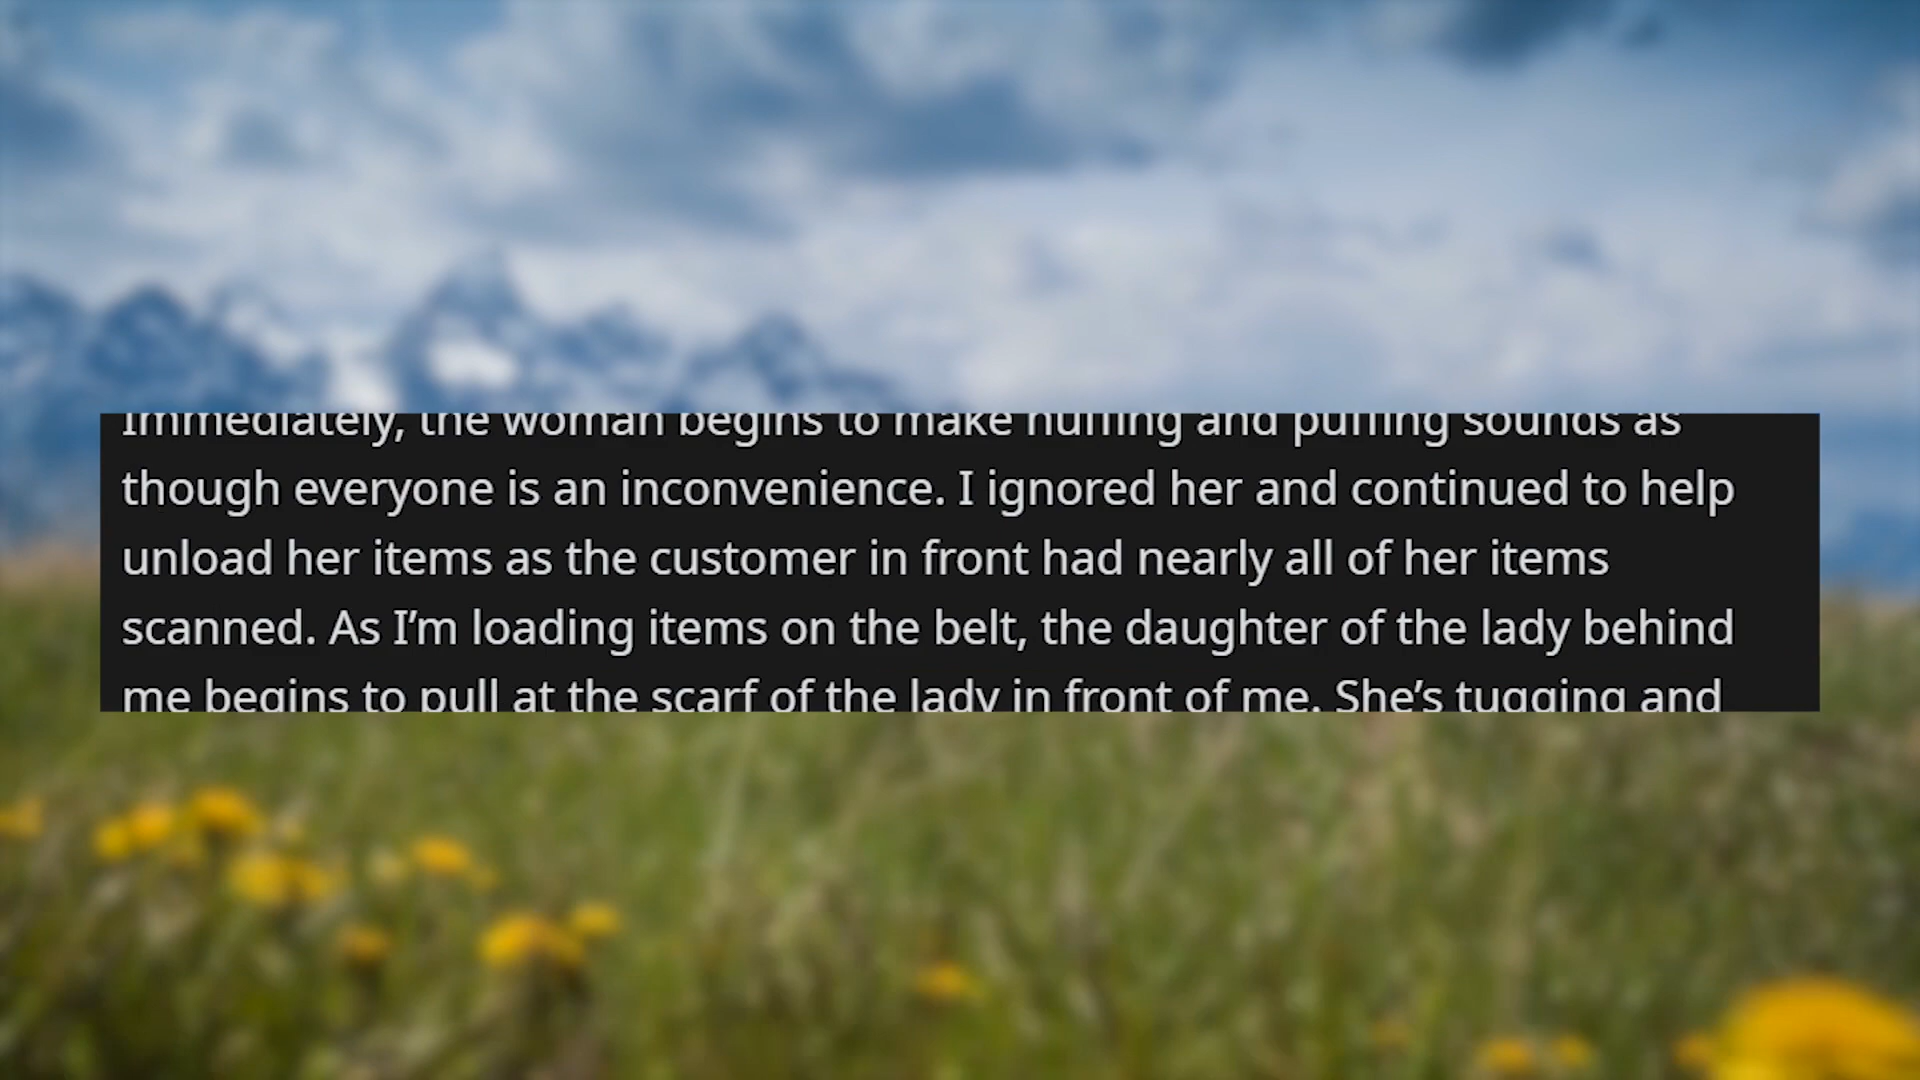 Immediately, the woman begins to make huffing and puffing sounds as
though everyone is an inconvenience. I ignored her and continued to help
unload her items as the customer in front had nearly all of her items
scanned. As I’m loading items on the belt, the daughter of the lady behind
me begins to pull at the scarf of the lady in front of me. She’s tugging and